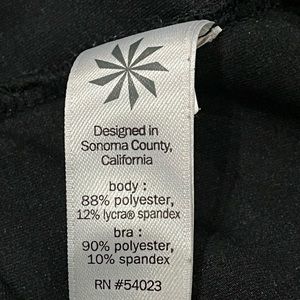 Designed in
Sonoma County,
California
body :
88% polyester,
12% lycra® spandex
bra :
90% polyester,
10% spandex
RN #54023